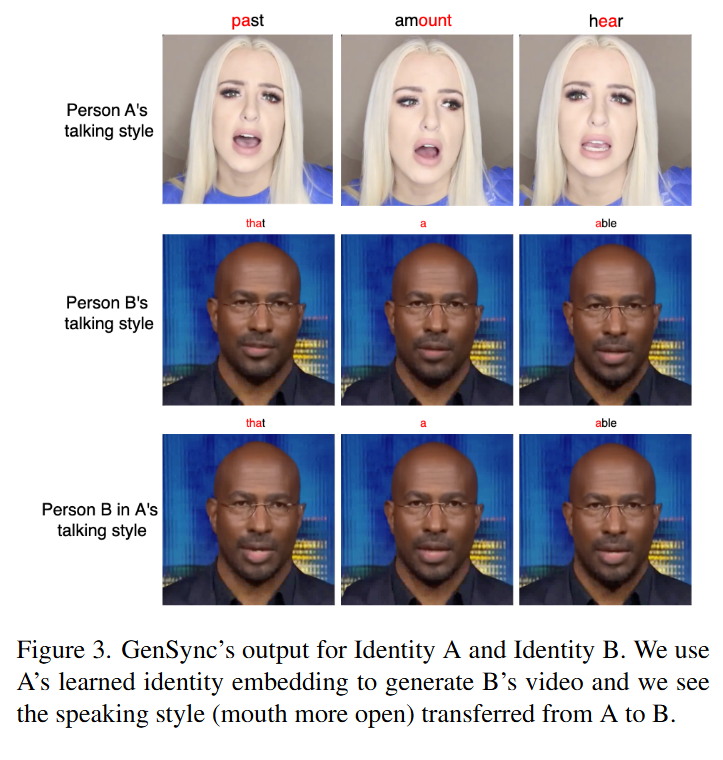 past amount hear
Person A's
talking style
that a able
Person B's
talking style
that a able
Person B in A's
talking style
Figure 3. GenSync's output for Identity A and Identity B. We use
A's learned identity embedding to generate B's video and we see
the speaking style (mouth more open) transferred from A to B.